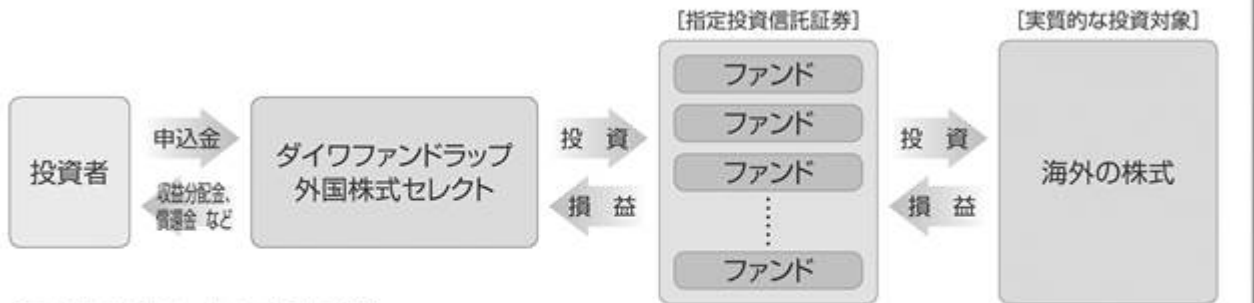 [指定投資信託証券]
[実質的な投資対象]
投資者
申込金
収益分配金、
償還金 など
ダイワファンドラップ
外国株式セレクト
投 資
損 益
ファンド
ファンド
ファンド
ファンド
投 資
損 益
海外の株式